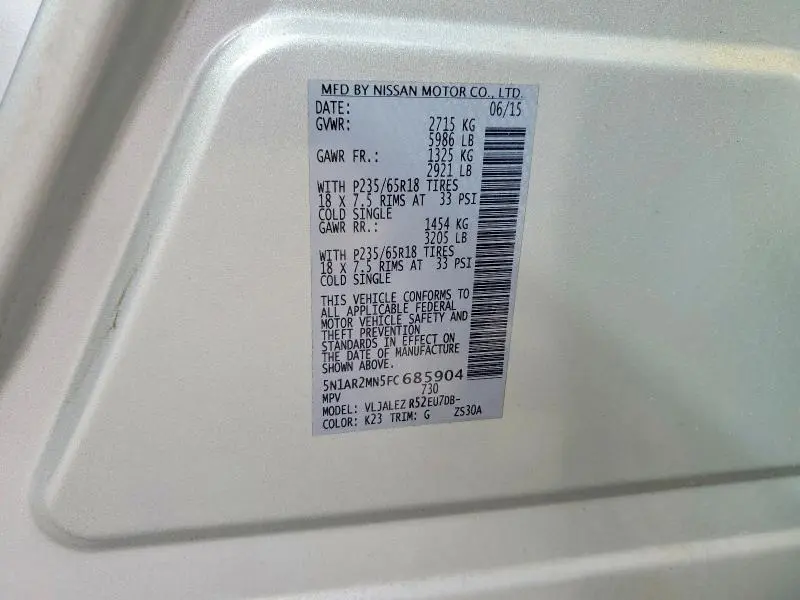 MFD BY NISSAN MOTOR CO., LTD.
DATE: 06/15
GVWR: 2715 KG
5986 LB
GAWR FR.: 1325 KG
2921 LB
WITH P235/65R18 TIRES
18 X 7.5 RIMS AT 33 PSI
COLD SINGLE
GAWR RR.: 1454 KG
3205 LB
WITH P235/65R18 TIRES
18 X 7.5 RIMS AT 33 PSI
COLD SINGLE
THIS VEHICLE CONFORMS TO
ALL APPLICABLE FEDERAL
MOTOR VEHICLE SAFETY AND
THEFT PREVENTION
STANDARDS IN EFFECT ON
THE DATE OF MANUFACTURE
SHOWN ABOVE.
5N1AR2MN5FC685904
MPV 730
MODEL: VLJALEZ R52EU7DB-
COLOR: K23 TRIM: G ZS30A